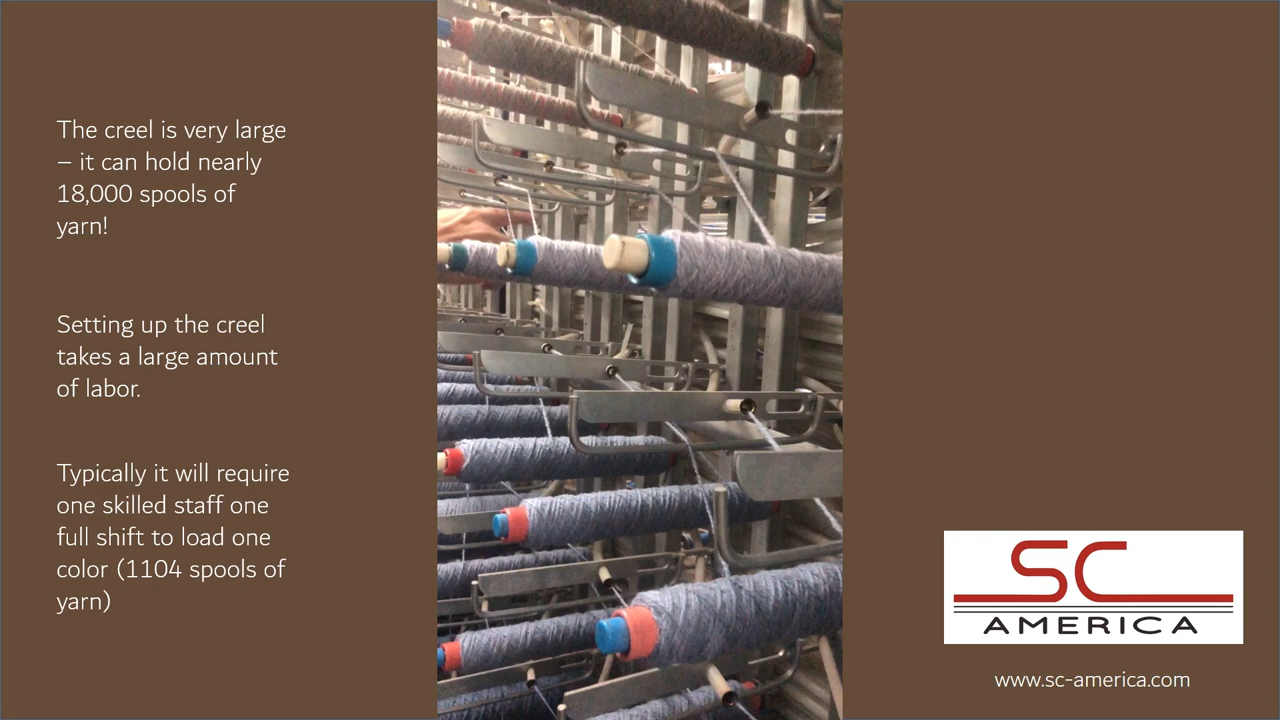 The creel is very large
– it can hold nearly
18,000 spools of
yarn!
Setting up the creel
takes a large amount
of labor.
Typically it will require
one skilled staff one
full shift to load one
color (1104 spools of
yarn)
SC
AMERICA
www.sc-america.com